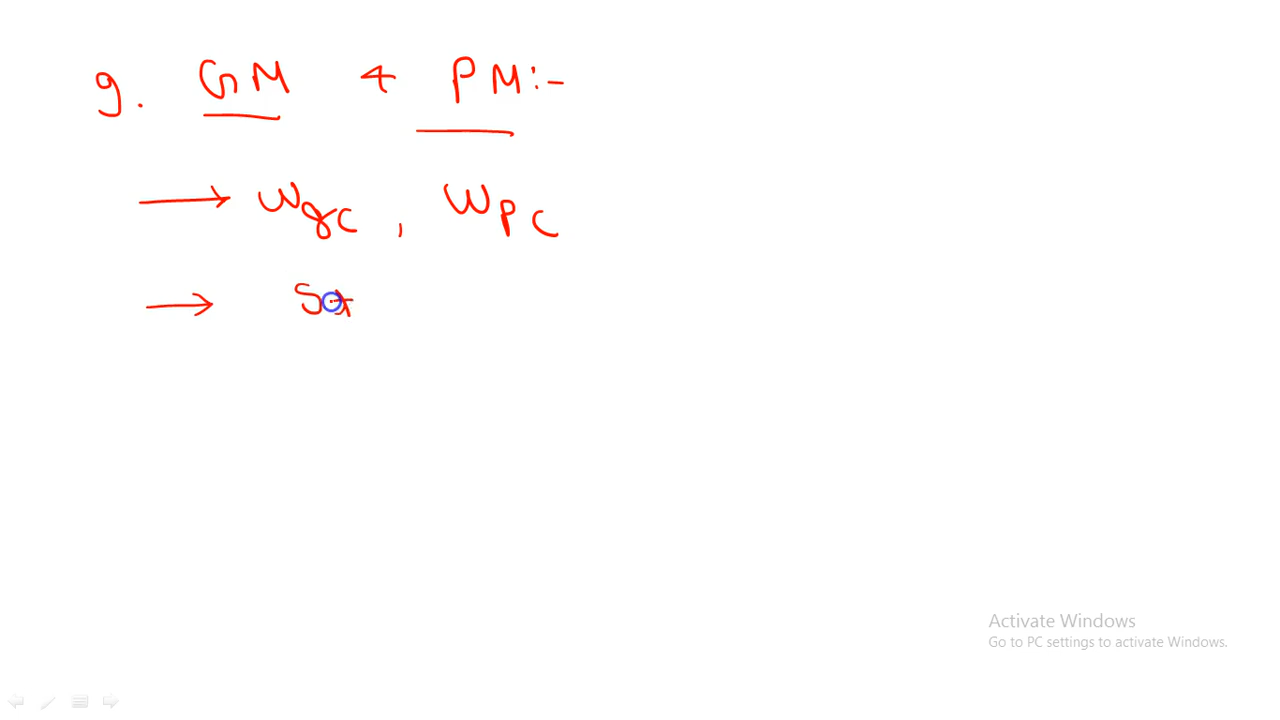 9. GM & PM:-
→ ωgc, ωpc
→
Activate Windows
Go to PC settings to activate Windows.